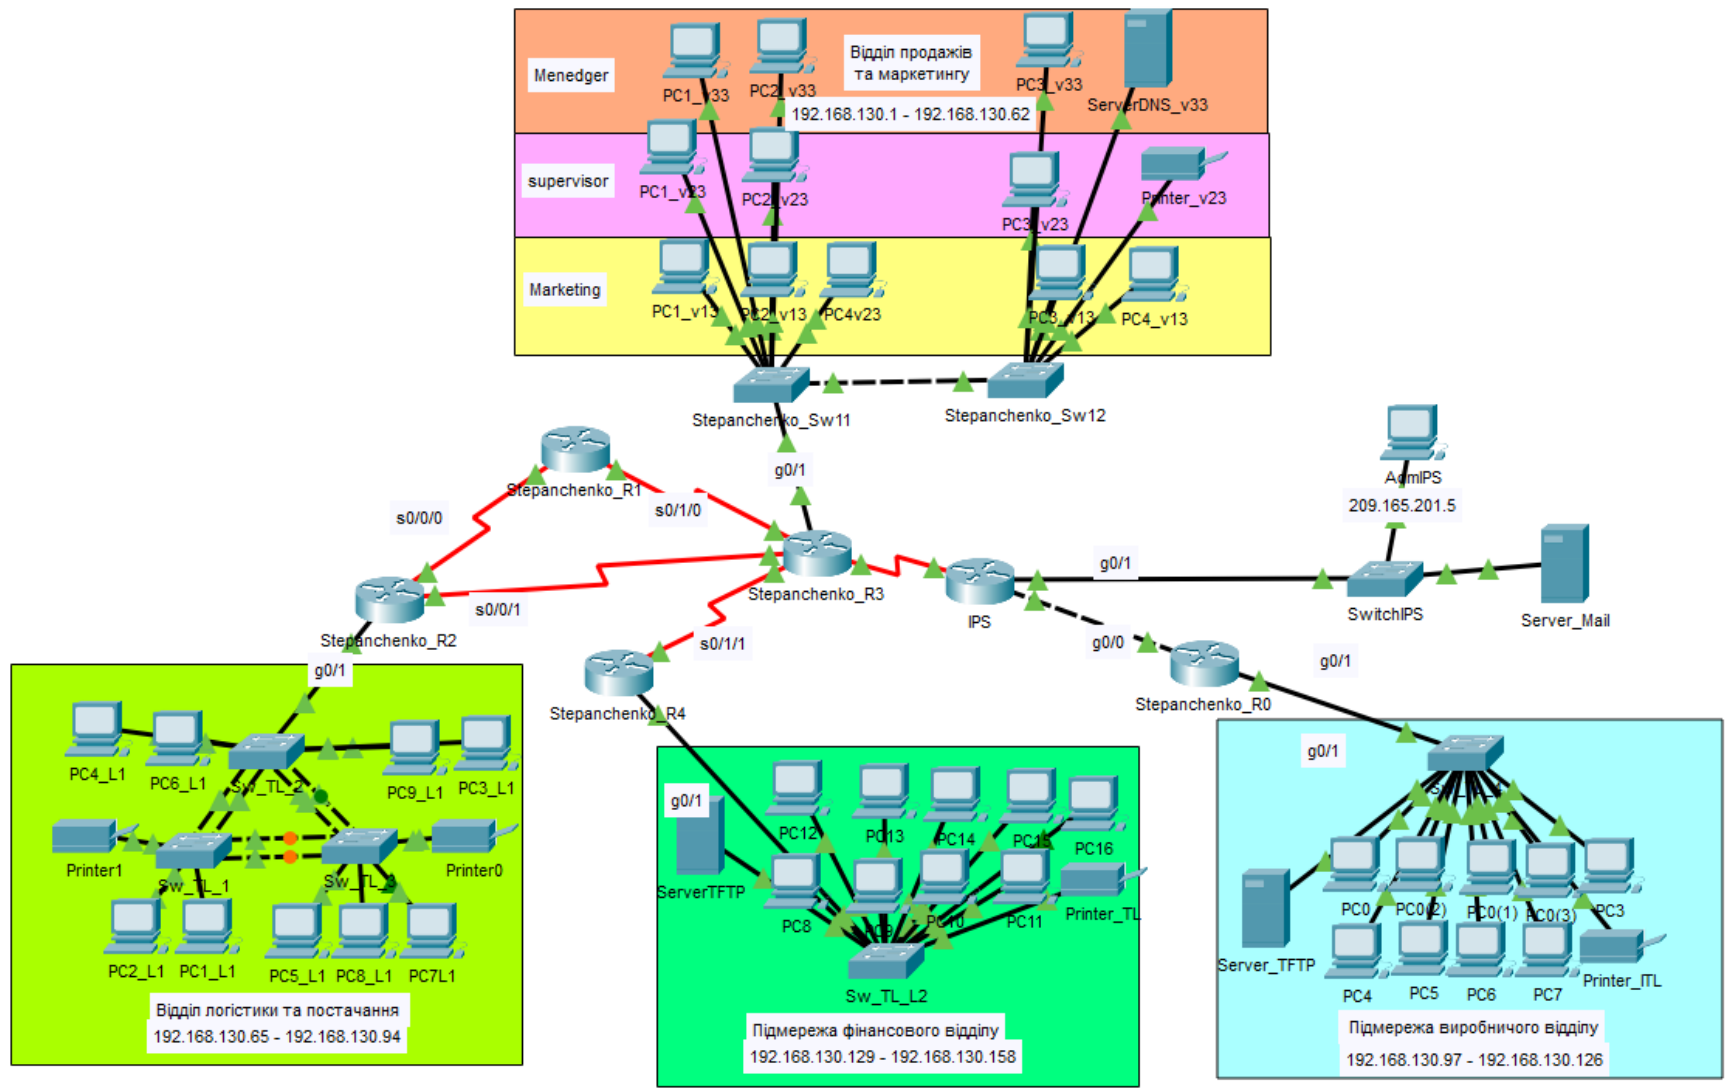 Menedger
PC1_v33
PC2_v33
Відділ продажів
та маркетингу
192.168.130.1 - 192.168.130.62
PC3_v33
ServerDNS_v33
supervisor
PC1_v23
PC2_v23
PC3_v23
Printer_v23
Marketing
PC1_v13
PC2_v13
PC4v23
PC3_v13
PC4_v13
Stepanchenko_Sw11
Stepanchenko_Sw12
g0/1
Stepanchenko_R1
s0/0/0
s0/1/0
AdmIPS
209.165.201.5
Stepanchenko_R3
g0/1
IPS
SwitchIPS
Server_Mail
Stepanchenko_R2
s0/0/1
s0/1/1
g0/0
g0/1
g0/1
Stepanchenko_R4
Stepanchenko_R0
PC4_L1
PC6_L1
Sw_TL_2
PC9_L1
PC3_L1
Printer1
Sw_TL_1
Sw_TL_3
Printer0
PC2_L1
PC1_L1
PC5_L1
PC8_L1
PC7L1
Відділ логістики та постачання
192.168.130.65 - 192.168.130.94
g0/1
ServerTFTP
PC12
PC13
PC14
PC15
PC16
PC8
PC9
PC10
PC11
Printer_TL
Sw_TL_L2
Підмережа фінансового відділу
192.168.130.129 - 192.168.130.158
g0/1
Server_TFTP
PC0
PC0(2)
PC0(1)
PC0(3)
PC3
PC4
PC5
PC6
PC7
Printer_ITL
Підмережа виробничого відділу
192.168.130.97 - 192.168.130.126